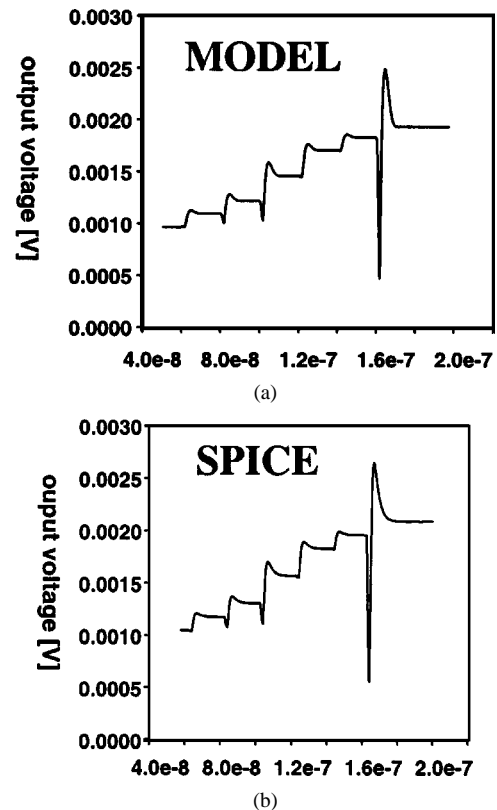 MODEL
output voltage [V]
0.0030
0.0025
0.0020
0.0015
0.0010
0.0005
0.0000
4.0e-8 8.0e-8 1.2e-7 1.6e-7 2.0e-7
(a)
SPICE
ouput voltage [V]
0.0030
0.0025
0.0020
0.0015
0.0010
0.0005
0.0000
4.0e-8 8.0e-8 1.2e-7 1.6e-7 2.0e-7
(b)